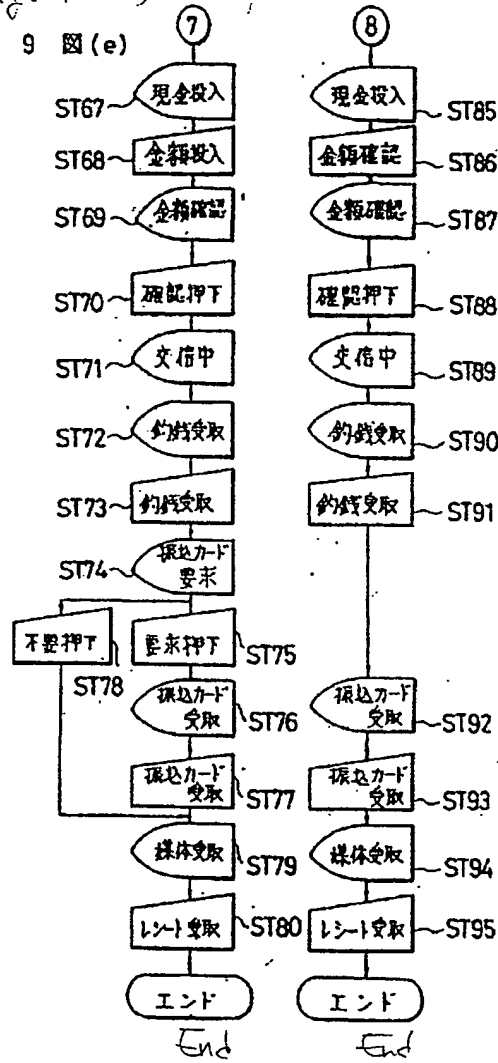 9 図(e)
7
現金投入
ST67
金額投入
ST68
金額確認
ST69
確認押下
ST70
交信中
ST71
釣銭受取
ST72
釣銭受取
ST73
振込カード
要求
ST74
不要押下
ST78
要求押下
ST75
振込カード
受取
ST76
振込カード
受取
ST77
媒体受取
ST79
レシート受取
ST80
エンド
End
8
現金投入
ST85
金額確認
ST86
金額確認
ST87
確認押下
ST88
交信中
ST89
釣銭受取
ST90
釣銭受取
ST91
振込カード
受取
ST92
振込カード
受取
ST93
媒体受取
ST94
レシート受取
ST95
エンド
End